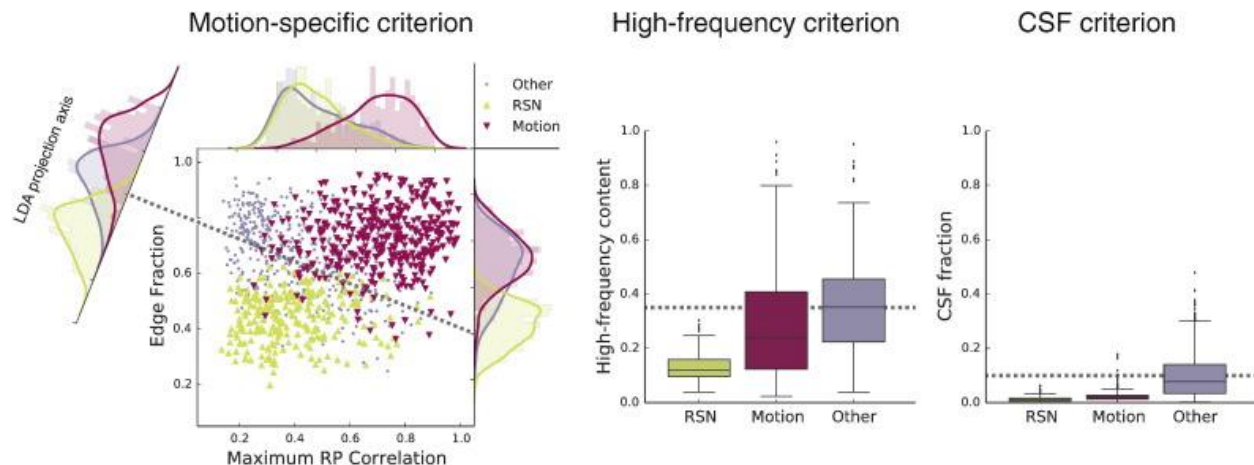 Motion-specific criterion
High-frequency criterion
CSF criterion
LDA projection axis
Other
RSN
Motion
Edge Fraction
1.0
0.8
0.6
0.4
0.2
0.2 0.4 0.6 0.8 1.0
Maximum RP Correlation
High-frequency content
1.0
0.8
0.6
0.4
0.2
0.0
RSN Motion Other
CSF fraction
1.0
0.8
0.6
0.4
0.2
0.0
RSN Motion Other